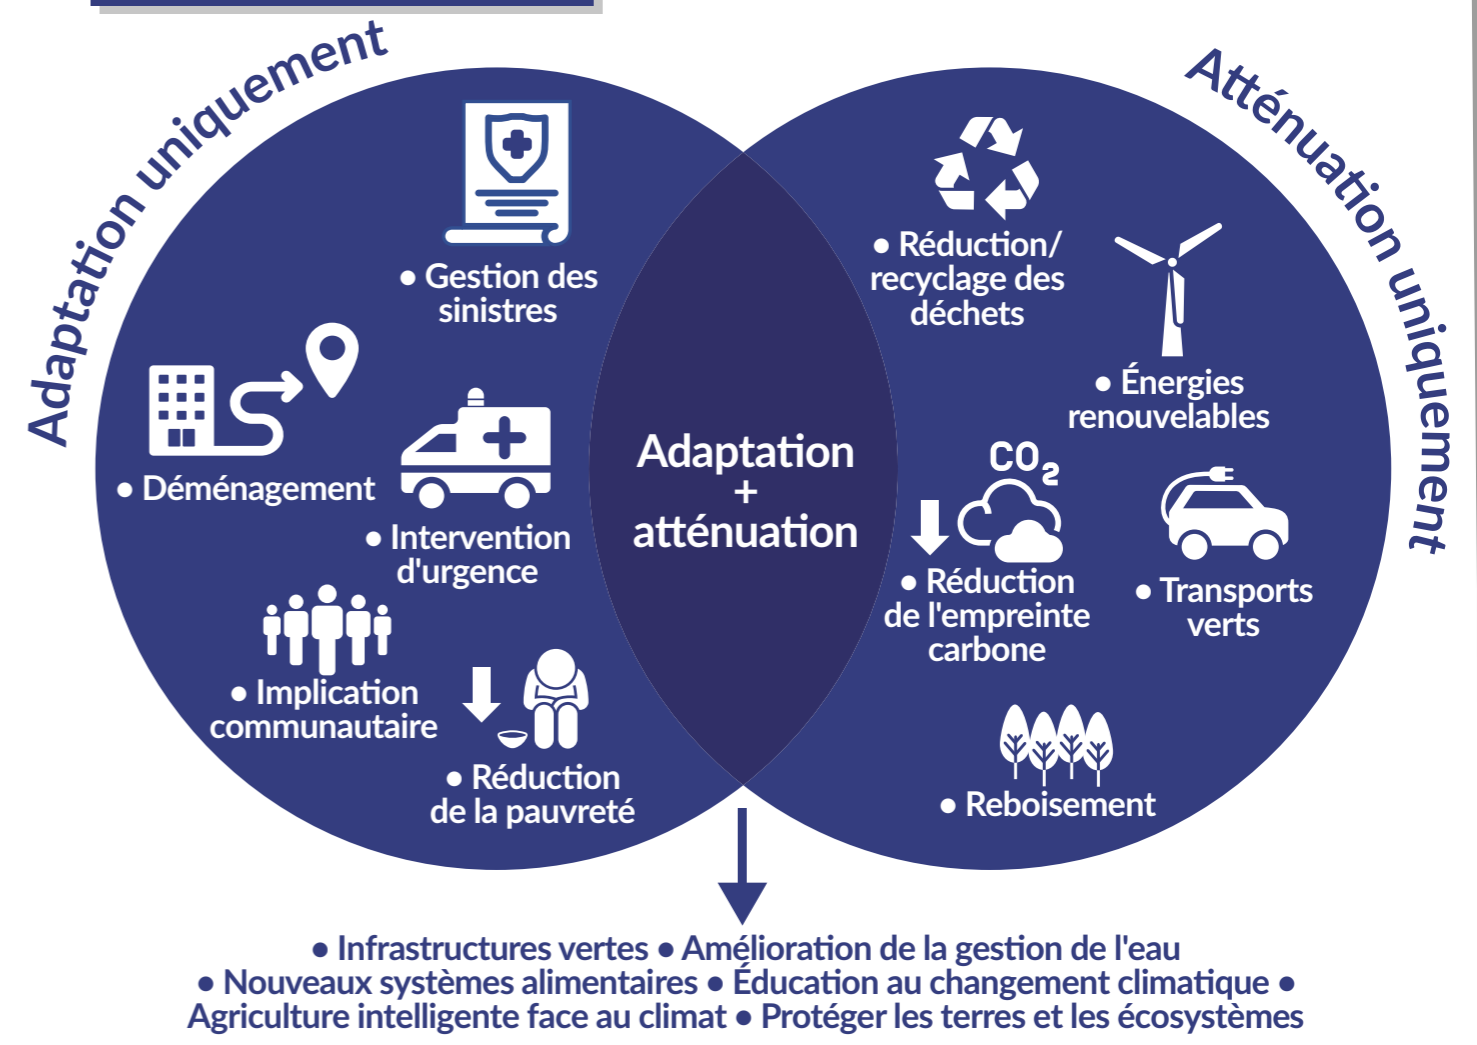 Adaptation uniquement
Atténuation uniquement
• Gestion des
sinistres
• Déménagement
• Intervention
d'urgence
• Implication
communautaire
• Réduction
de la pauvreté
Adaptation
+
atténuation
• Réduction/
recyclage des
déchets
• Énergies
renouvelables
CO2
• Réduction
de l'empreinte
carbone
• Transports
verts
• Reboisement
• Infrastructures vertes • Amélioration de la gestion de l'eau
• Nouveaux systèmes alimentaires • Éducation au changement climatique •
Agriculture intelligente face au climat • Protéger les terres et les écosystèmes